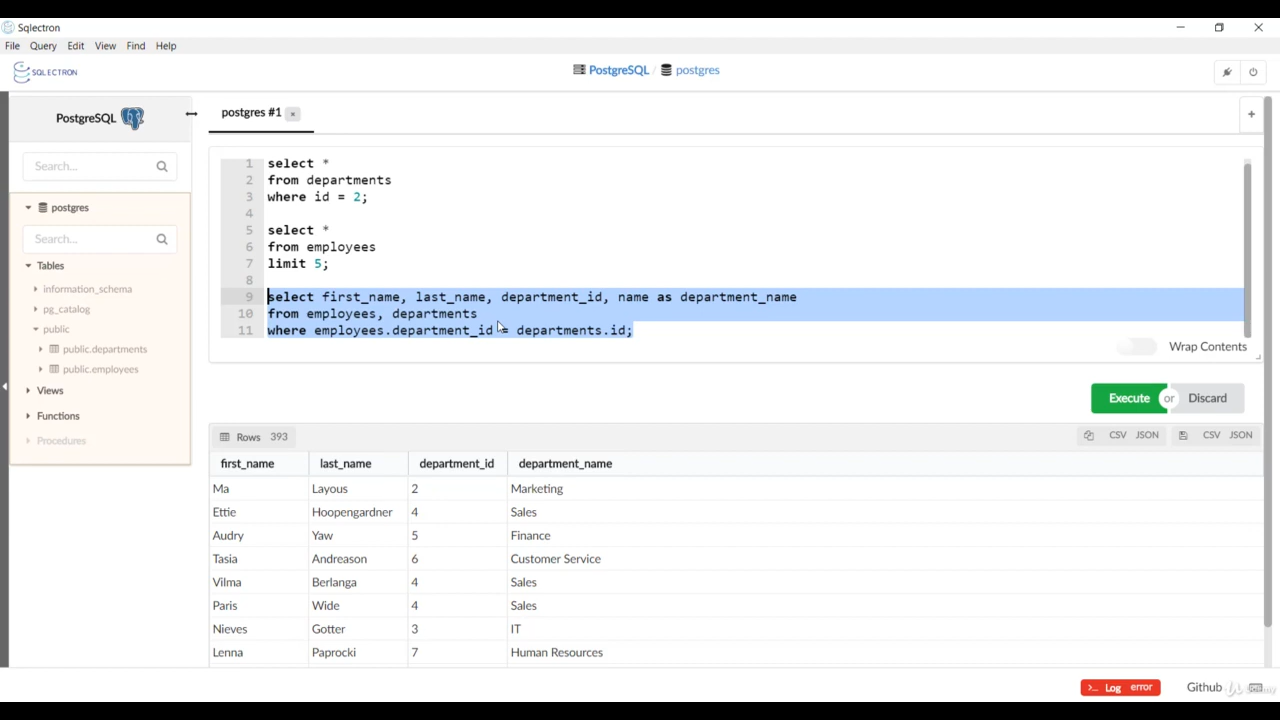 Sqlectron
File Query Edit View Find Help
SQLECTRON
PostgreSQL / postgres
PostgreSQL
postgres #1 ×
+
Search...
postgres
Search...
Tables
information_schema
pg_catalog
public
public.departments
public.employees
Views
Functions
Procedures
1 select *
2 from departments
3 where id = 2;
4
5 select *
6 from employees
7 limit 5;
8
9 select first_name, last_name, department_id, name as department_name
10 from employees, departments
11 where employees.department_id = departments.id;
Wrap Contents
Execute or Discard
Rows 393
CSV JSON CSV JSON
first_name last_name department_id department_name
Ma Layous 2 Marketing
Ettie Hoopengardner 4 Sales
Audry Yaw 5 Finance
Tasia Andreason 6 Customer Service
Vilma Berlanga 4 Sales
Paris Wide 4 Sales
Nieves Gotter 3 IT
Lenna Paprocki 7 Human Resources
>_ Log error
Github
Udemy